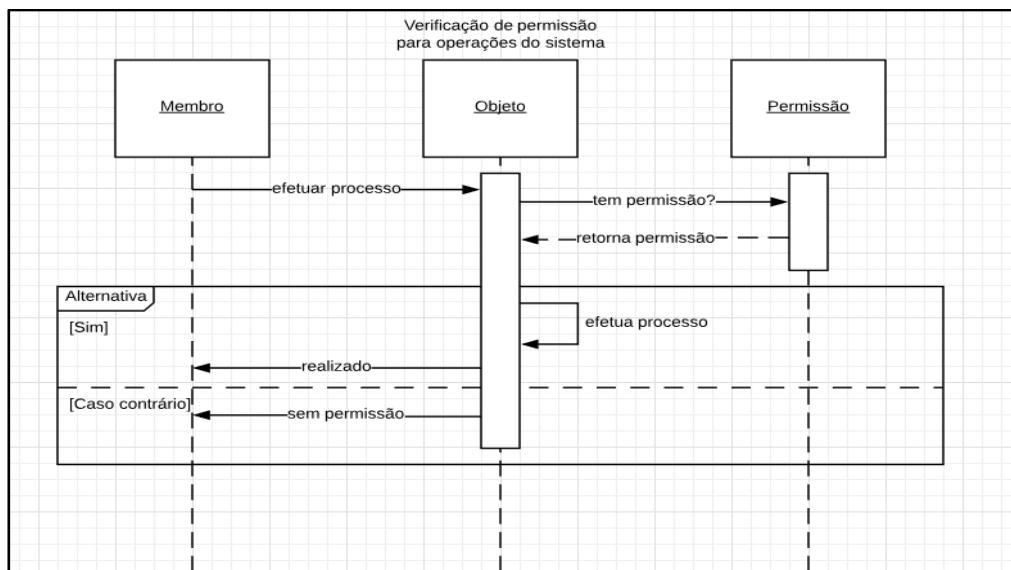 Verificação de permissão
para operações do sistema
Membro
Objeto
Permissão
efetuar processo
tem permissão?
retorna permissão
Alternativa
[Sim]
efetua processo
realizado
[Caso contrário]
sem permissão